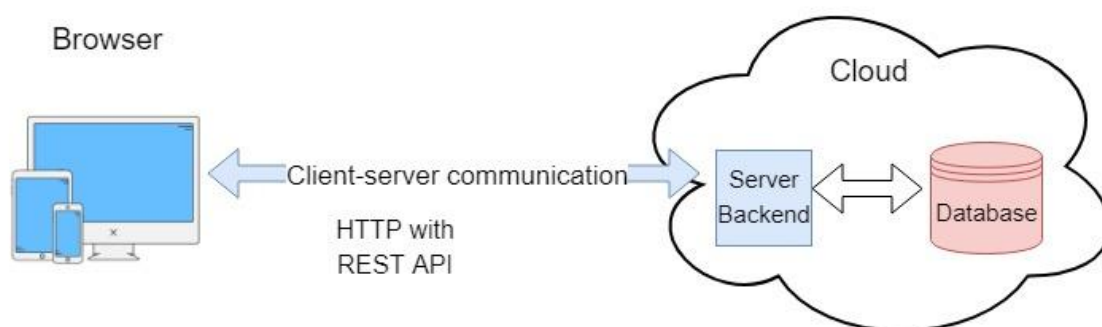 Browser
Cloud
Client-server communication
HTTP with
REST API
Server
Backend
Database